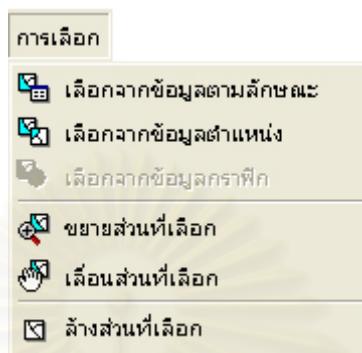 การเลือก
เลือกจากข้อมูลตามลักษณะ
เลือกจากข้อมูลตำแหน่ง
เลือกจากข้อมูลกราฟิก
ขยายส่วนที่เลือก
เลื่อนส่วนที่เลือก
ล้างส่วนที่เลือก